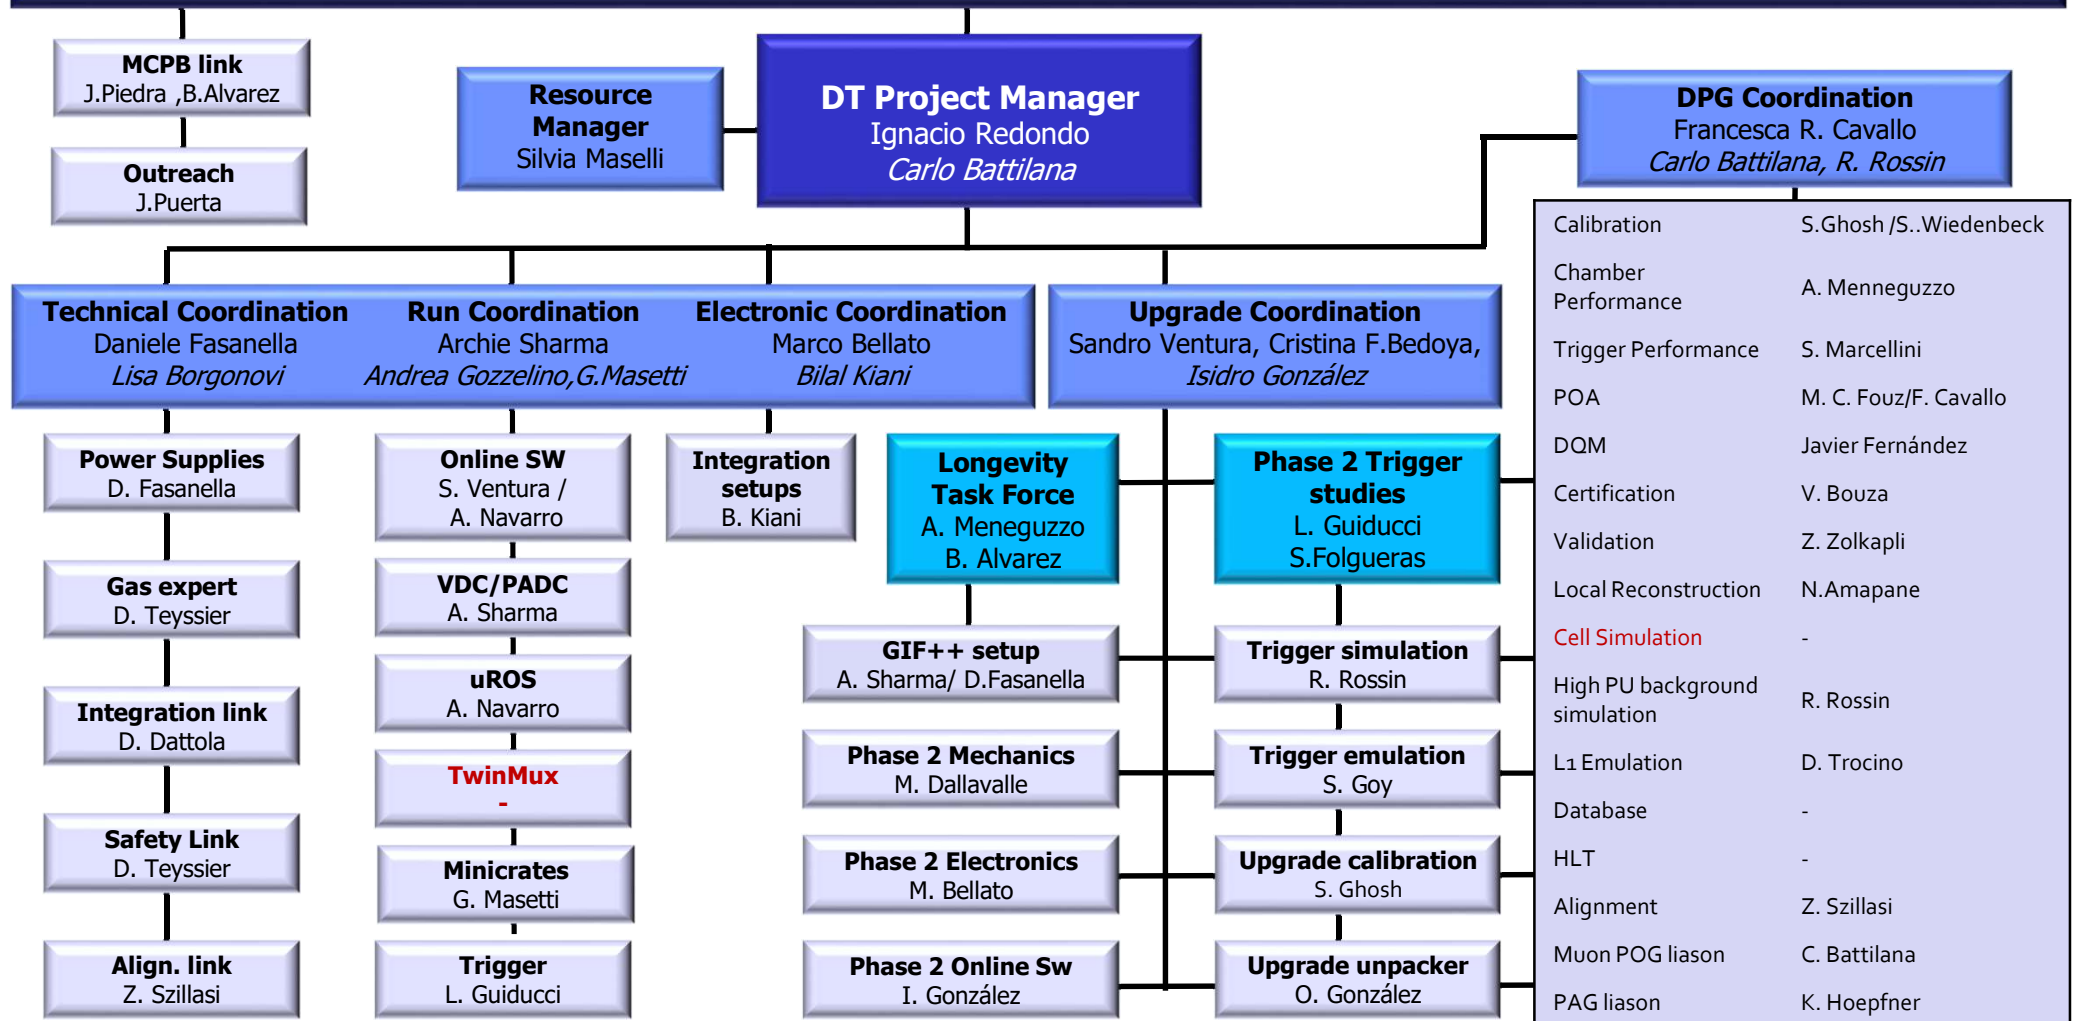 MCPB link
J.Piedra ,B.Alvarez
Outreach
J.Puerta
Resource
Manager
Silvia Maselli
DT Project Manager
Ignacio Redondo
Carlo Battilana
DPG Coordination
Francesca R. Cavallo
Carlo Battilana, R. Rossin
Technical Coordination
Daniele Fasanella
Lisa Borgonovi
Run Coordination
Archie Sharma
Andrea Gozzelino,G.Masetti
Electronic Coordination
Marco Bellato
Bilal Kiani
Upgrade Coordination
Sandro Ventura, Cristina F.Bedoya,
Isidro González
Power Supplies
D. Fasanella
Gas expert
D. Teyssier
Integration link
D. Dattola
Safety Link
D. Teyssier
Align. link
Z. Szillasi
Online SW
S. Ventura /
A. Navarro
VDC/PADC
A. Sharma
uROS
A. Navarro
TwinMux
-
Minicrates
G. Masetti
Trigger
L. Guiducci
Integration
setups
B. Kiani
Longevity
Task Force
A. Meneguzzo
B. Alvarez
GIF++ setup
A. Sharma/ D.Fasanella
Phase 2 Mechanics
M. Dallavalle
Phase 2 Electronics
M. Bellato
Phase 2 Online Sw
I. González
Phase 2 Trigger
studies
L. Guiducci
S.Folgueras
Trigger simulation
R. Rossin
Trigger emulation
S. Goy
Upgrade calibration
S. Ghosh
Upgrade unpacker
O. González
Calibration S.Ghosh /S..Wiedenbeck
Chamber
Performance A. Menneguzzo
Trigger Performance S. Marcellini
POA M. C. Fouz/F. Cavallo
DQM Javier Fernández
Certification V. Bouza
Validation Z. Zolkapli
Local Reconstruction N.Amapane
Cell Simulation -
High PU background
simulation R. Rossin
L1 Emulation D. Trocino
Database -
HLT -
Alignment Z. Szillasi
Muon POG liason C. Battilana
PAG liason K. Hoepfner